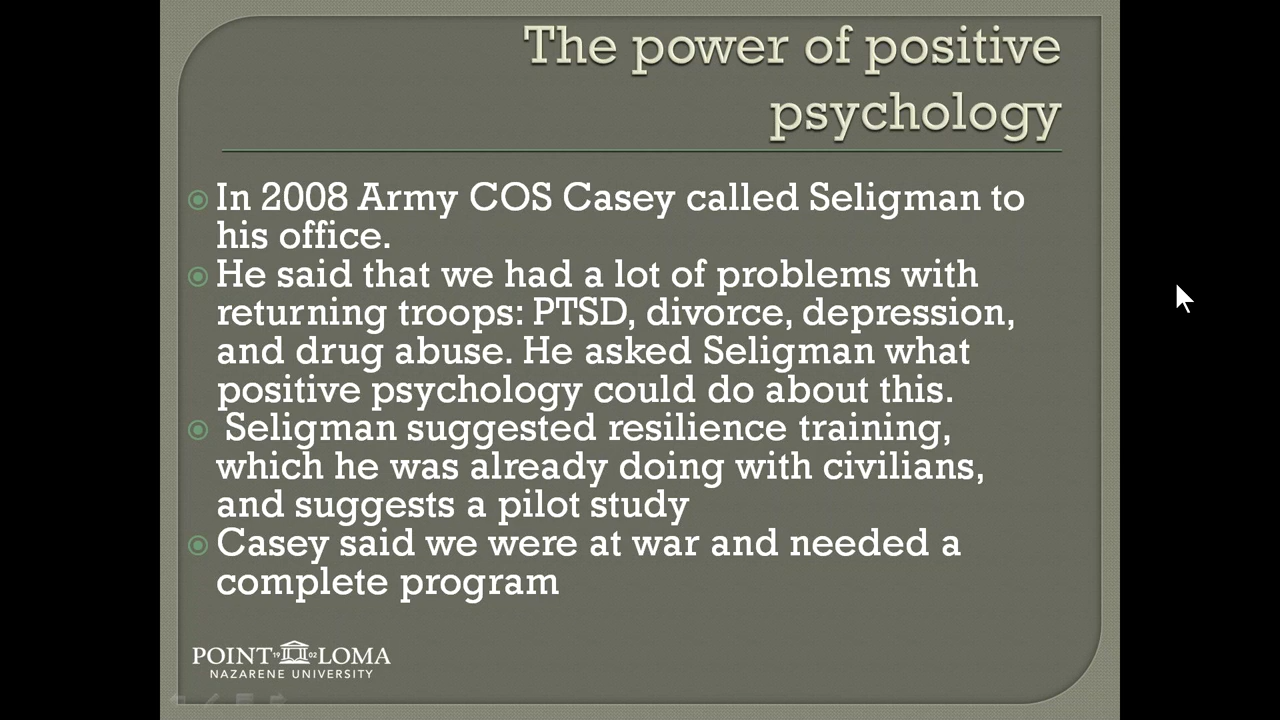 The power of positive
psychology
In 2008 Army COS Casey called Seligman to
his office.
He said that we had a lot of problems with
returning troops: PTSD, divorce, depression,
and drug abuse. He asked Seligman what
positive psychology could do about this.
Seligman suggested resilience training,
which he was already doing with civilians,
and suggests a pilot study
Casey said we were at war and needed a
complete program
POINT 1902 LOMA
NAZARENE UNIVERSITY